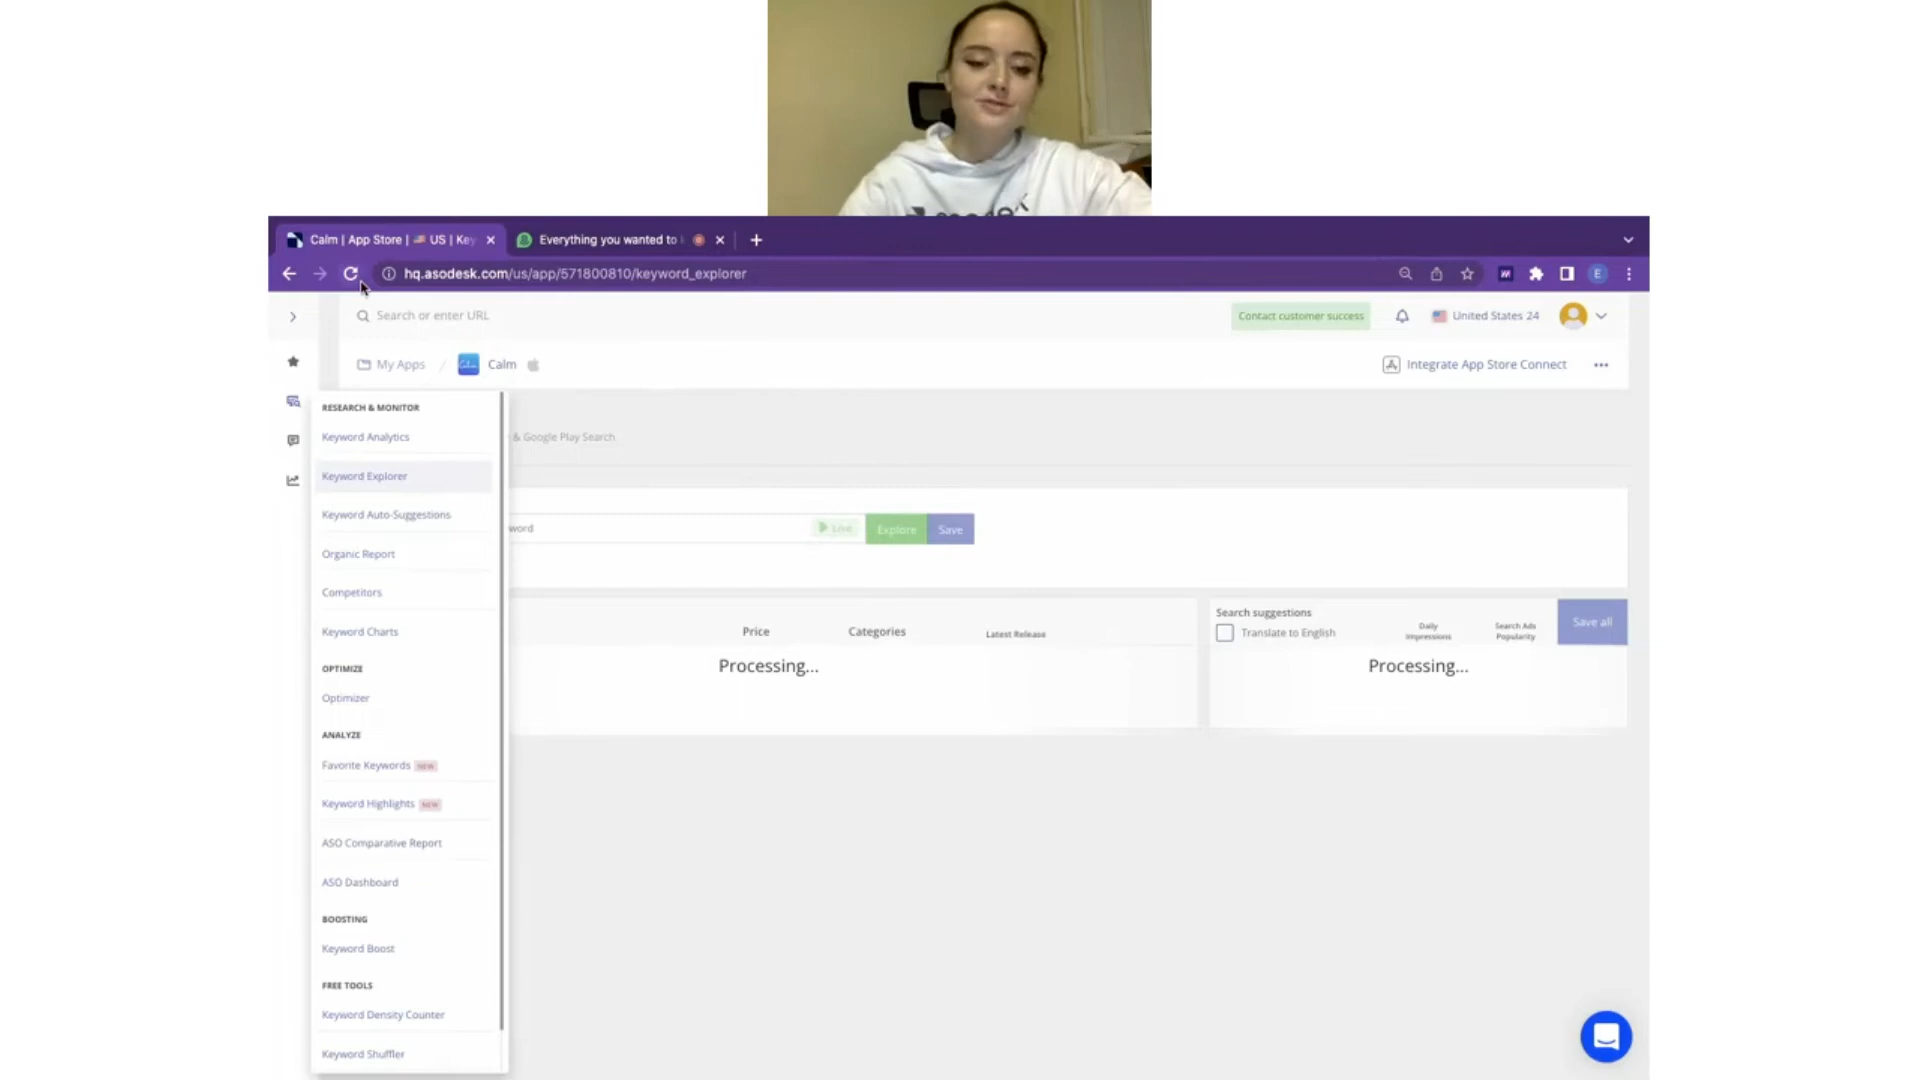 Calm | App Store | US | Key
Everything you wanted to
hq.asodesk.com/us/app/571800810/keyword_explorer
E
Search or enter URL
Contact customer success
United States 24
My Apps / Calm
Integrate App Store Connect
RESEARCH & MONITOR
Keyword Analytics
& Google Play Search
Keyword Explorer
Keyword Auto-Suggestions
word
Live
Explore
Save
Organic Report
Competitors
Keyword Charts
Price
Categories
Latest Release
Search suggestions
Translate to English
Daily Impressions
Search Ads Popularity
Save all
Processing...
Processing...
OPTIMIZE
Optimizer
ANALYZE
Favorite Keywords NEW
Keyword Highlights NEW
ASO Comparative Report
ASO Dashboard
BOOSTING
Keyword Boost
FREE TOOLS
Keyword Density Counter
Keyword Shuffler